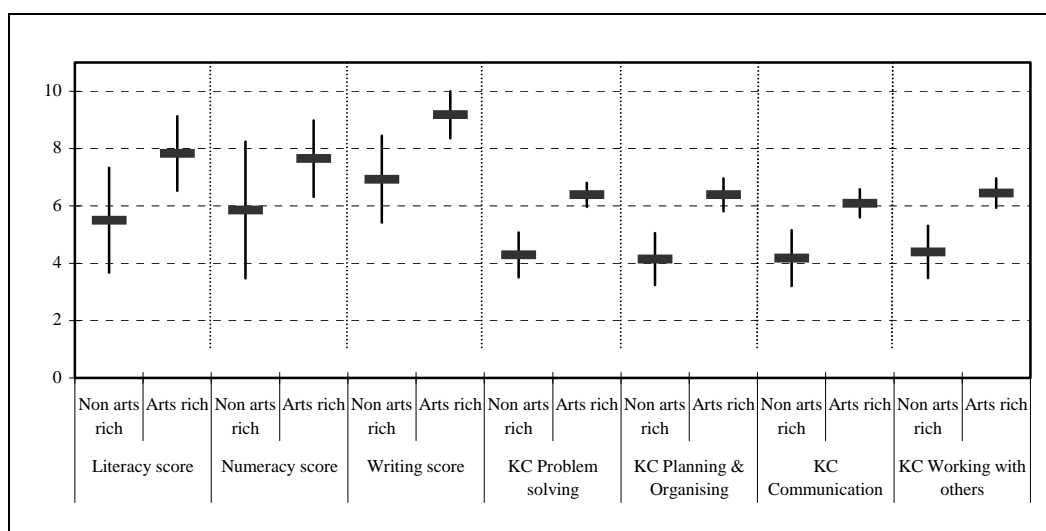 10
8
6
4
2
0
Non arts Arts rich Non arts Arts rich Non arts Arts rich Non arts Arts rich Non arts Arts rich Non arts Arts rich Non arts Arts rich
rich rich rich rich rich rich rich
Literacy score Numeracy score Writing score KC Problem KC Planning & KC KC Working with
solving Organising Communication others